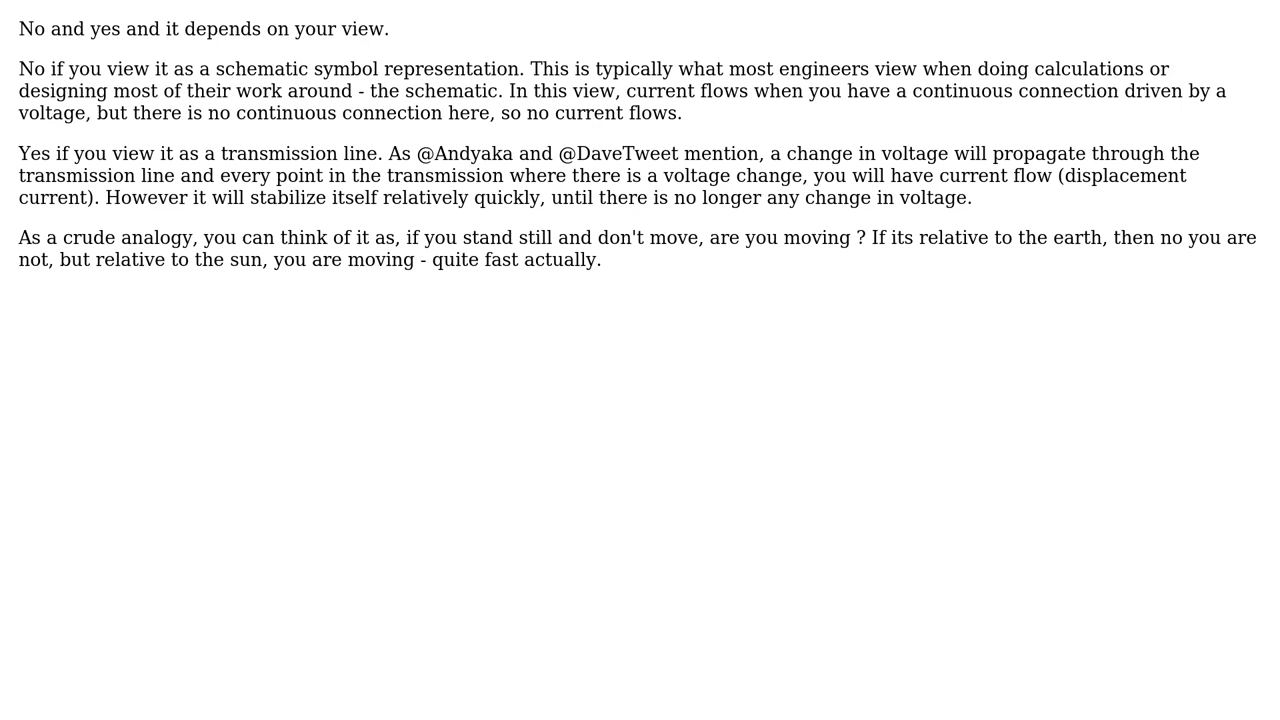 No and yes and it depends on your view.
No if you view it as a schematic symbol representation. This is typically what most engineers view when doing calculations or
designing most of their work around - the schematic. In this view, current flows when you have a continuous connection driven by a
voltage, but there is no continuous connection here, so no current flows.
Yes if you view it as a transmission line. As @Andyaka and @DaveTweet mention, a change in voltage will propagate through the
transmission line and every point in the transmission where there is a voltage change, you will have current flow (displacement
current). However it will stabilize itself relatively quickly, until there is no longer any change in voltage.
As a crude analogy, you can think of it as, if you stand still and don't move, are you moving ? If its relative to the earth, then no you are
not, but relative to the sun, you are moving - quite fast actually.